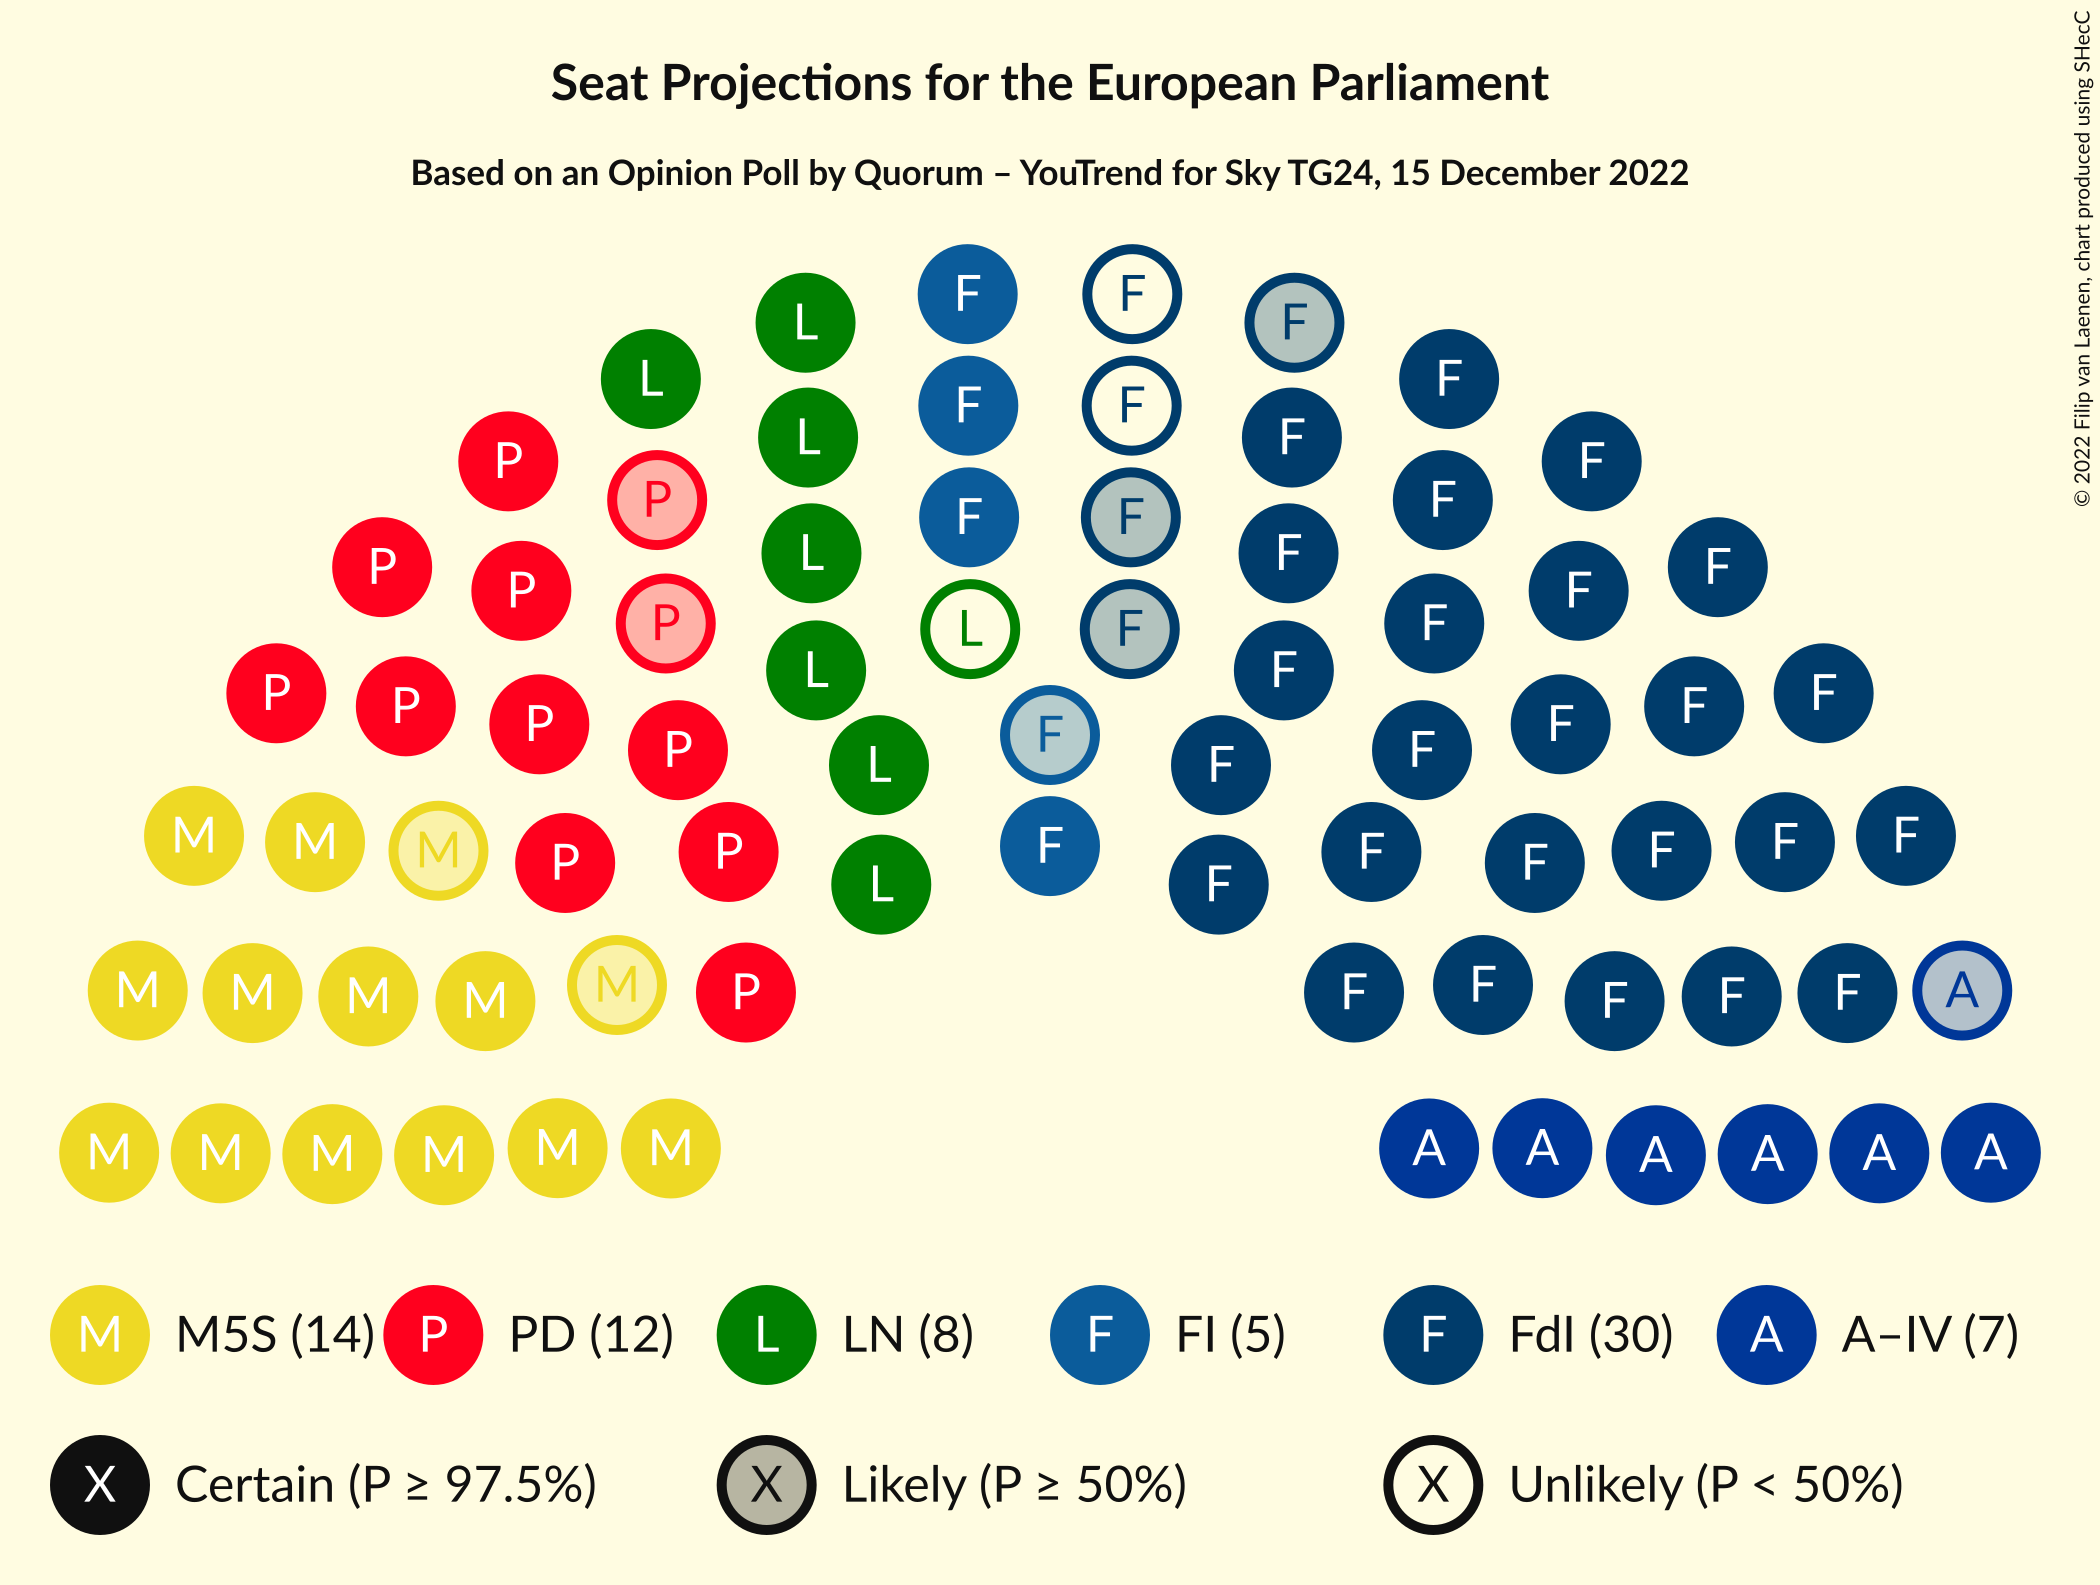 Seat Projections for the European Parliament
Based on an Opinion Poll by Quorum – YouTrend for Sky TG24, 15 December 2022
© 2022 Filip van Laenen, chart produced using SHecC
F F
L F F L
F F
L L F F
P P F F
F F
L P P F F L
P P F F
P F
L F F L
P P F F
P P F F
P L F F F F
M M M P P F F F F F
L F
M M M M M P F F F F F A
M M M M M M A A A A A A
M M5S (14) P PD (12) L LN (8) F FI (5) F FdI (30) A A–IV (7)
X Certain (P ≥ 97.5%) X Likely (P ≥ 50%) X Unlikely (P < 50%)